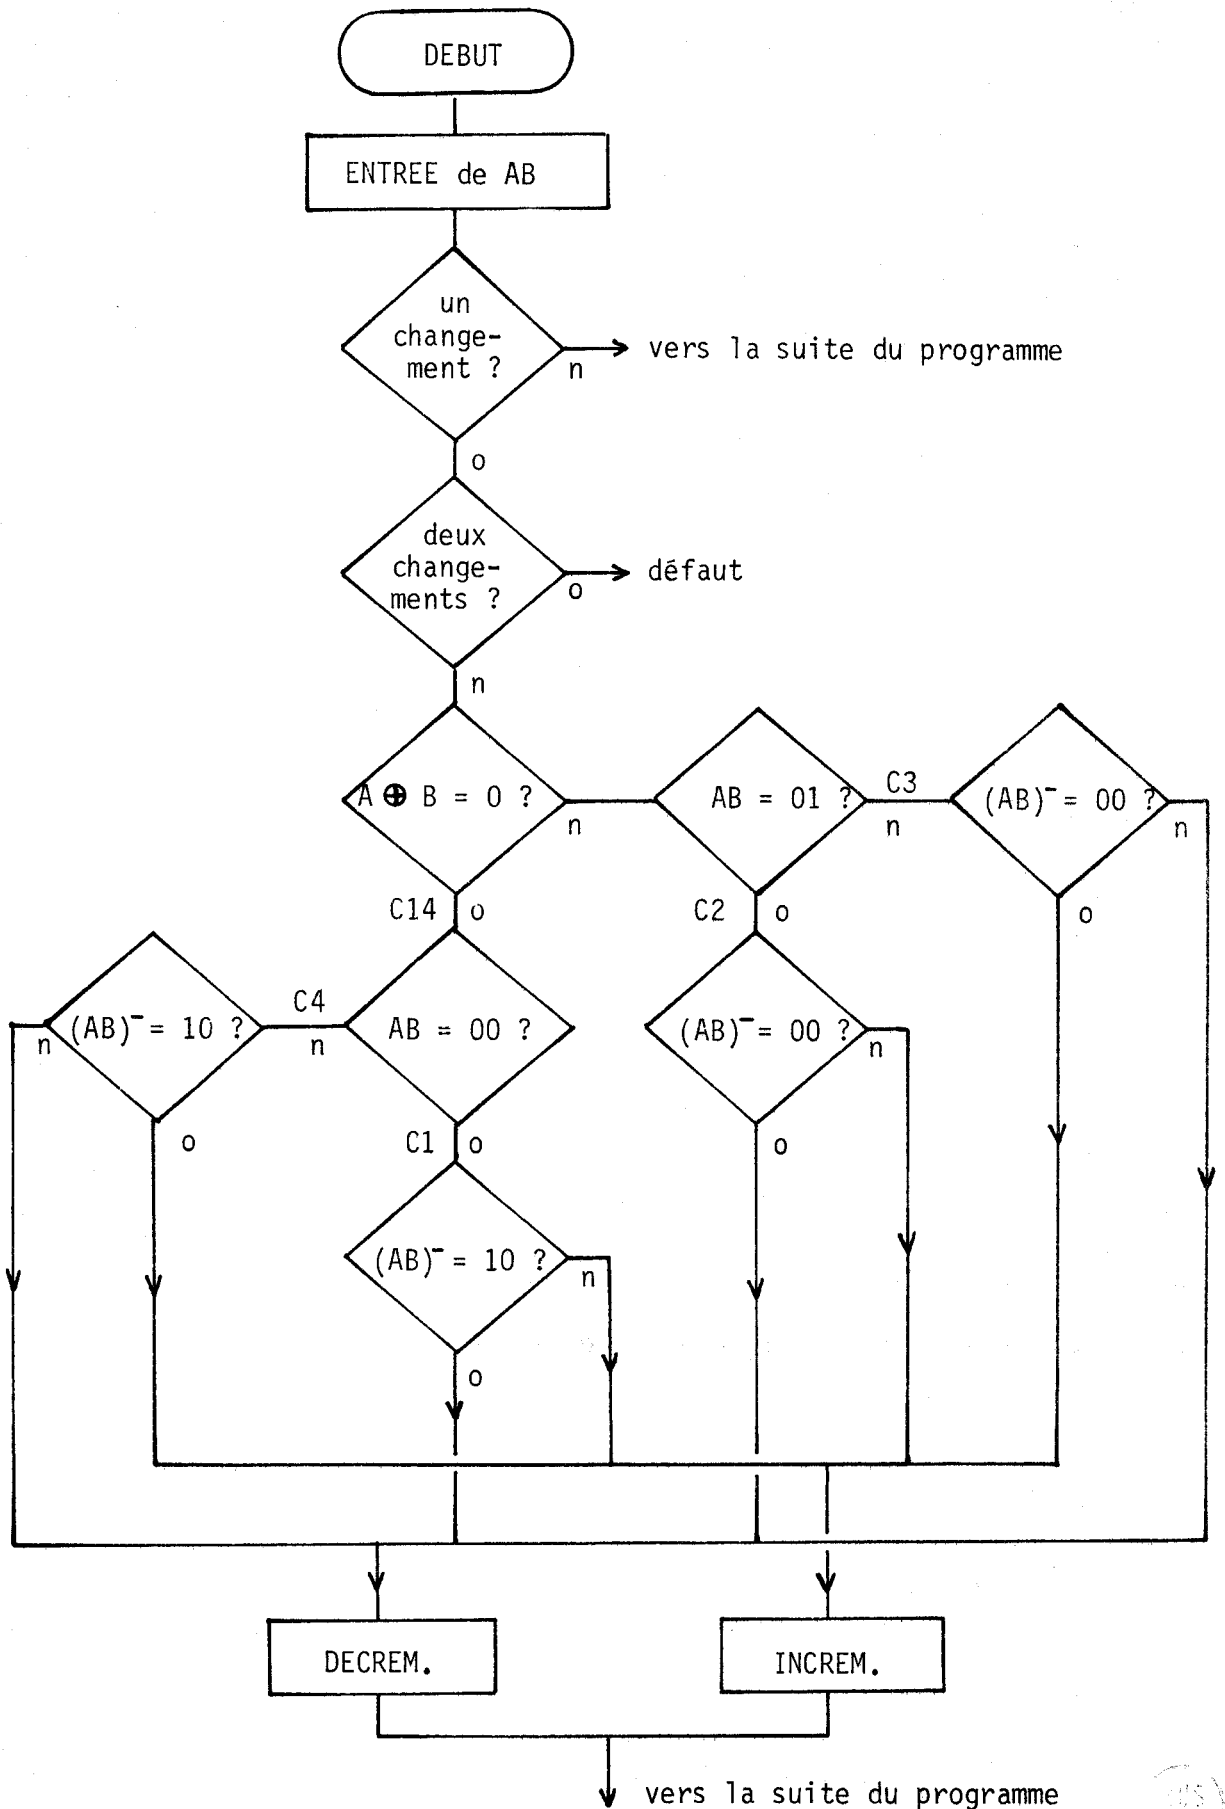 DEBUT
ENTREE de AB
un
change-
ment ?
n
vers la suite du programme
o
deux
change-
ments ?
o
défaut
n
A ⊕ B = 0 ?
n
AB = 01 ?
C3
n
(AB)⁻ = 00 ?
n
C14
o
C2
o
o
(AB)⁻ = 10 ?
n
C4
n
AB = 00 ?
(AB)⁻ = 00 ?
n
o
C1
o
o
(AB)⁻ = 10 ?
n
o
DECREM.
INCREM.
vers la suite du programme